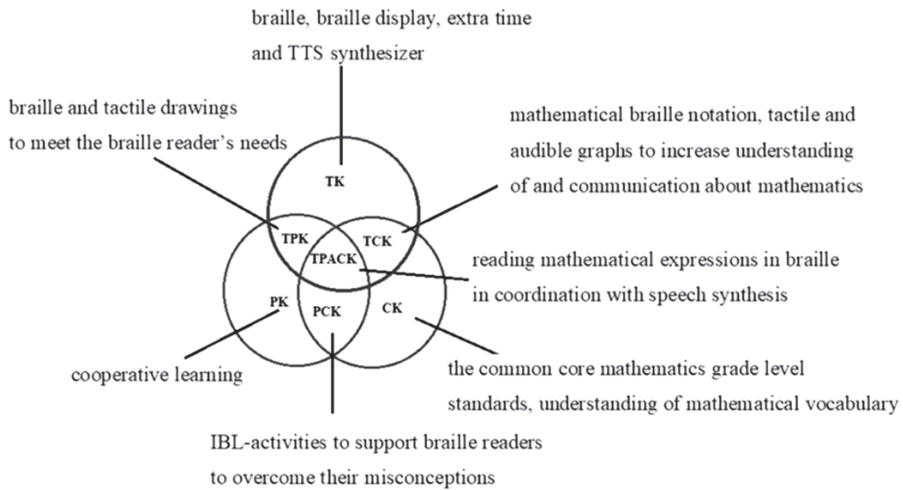 braille, braille display, extra time
and TTS synthesizer
braille and tactile drawings
to meet the braille reader's needs
mathematical braille notation, tactile and
audible graphs to increase understanding
of and communication about mathematics
TK
TPK
TCK
TPACK
reading mathematical expressions in braille
in coordination with speech synthesis
PK
PCK
CK
cooperative learning
the common core mathematics grade level
standards, understanding of mathematical vocabulary
IBL-activities to support braille readers
to overcome their misconceptions